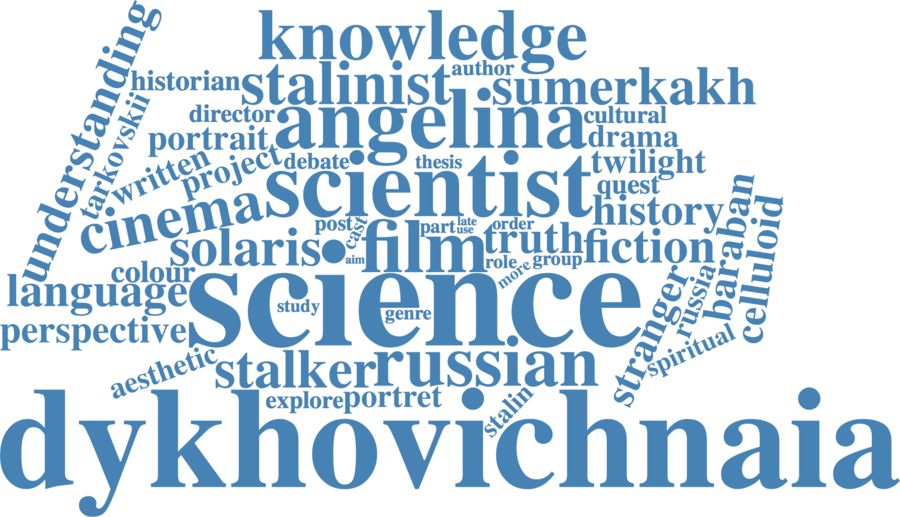 knowledge
understanding
historian
stalinist
author
sumerkakh
director
angelina
cultural
portrait
drama
tarkovskii
written
project
debate
thesis
twilight
scientist
quest
cinema
history
post
cast
part
late
use
order
solaris
•
film
truth
fiction
aim
role
group
more
colour
language
science
study
genre
perspective
stranger
russia
baraban
celluloid
spiritual
aesthetic
stalker
russian
explore
portret
stalin
dykhovichnaia